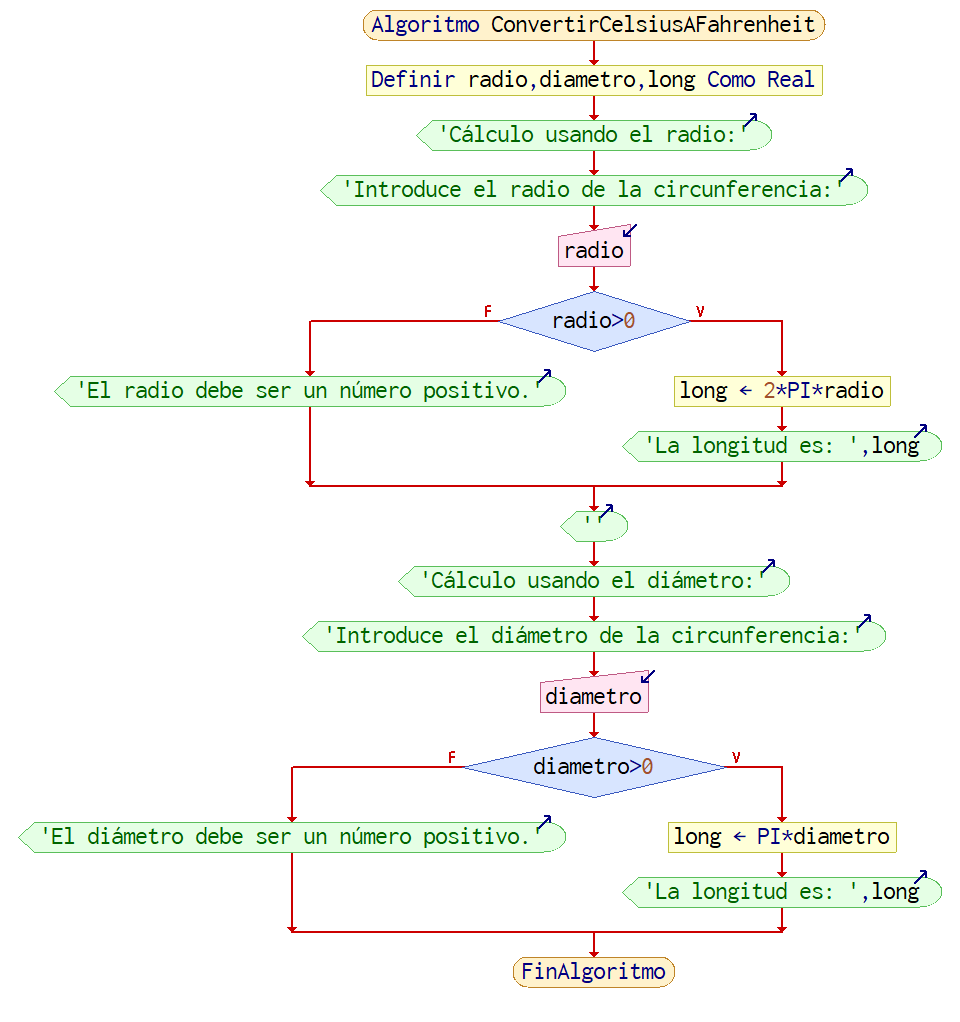 Algoritmo ConvertirCelsiusAFahrenheit
Definir radio,diametro,long Como Real
'Cálculo usando el radio:'
'Introduce el radio de la circunferencia:'
radio
F
V
radio>0
'El radio debe ser un número positivo.'
long ← 2*PI*radio
'La longitud es: ',long
' '
'Cálculo usando el diámetro:'
'Introduce el diámetro de la circunferencia:'
diametro
F
V
diametro>0
'El diámetro debe ser un número positivo.'
long ← PI*diametro
'La longitud es: ',long
FinAlgoritmo